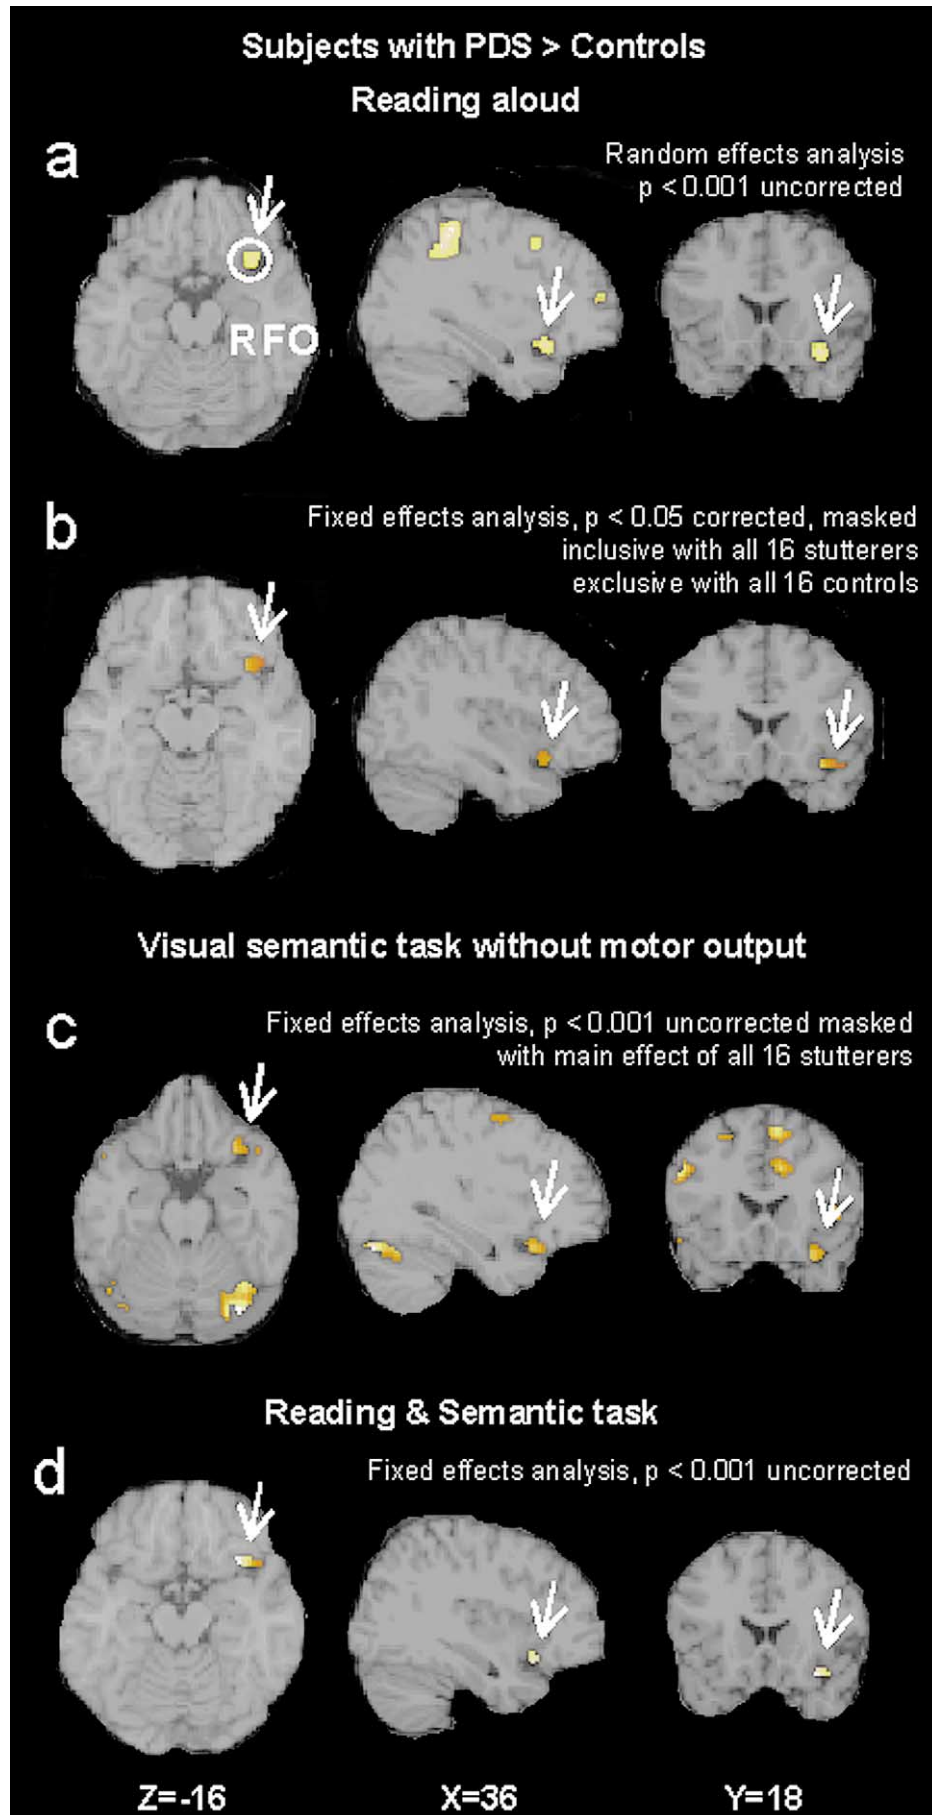 Subjects with PDS > Controls
Reading aloud
a
Random effects analysis
p < 0.001 uncorrected
RFO
b
Fixed effects analysis, p < 0.05 corrected, masked
inclusive with all 16 stutterers
exclusive with all 16 controls
Visual semantic task without motor output
c
Fixed effects analysis, p < 0.001 uncorrected masked
with main effect of all 16 stutterers
Reading & Semantic task
d
Fixed effects analysis, p < 0.001 uncorrected
Z=-16 X=36 Y=18